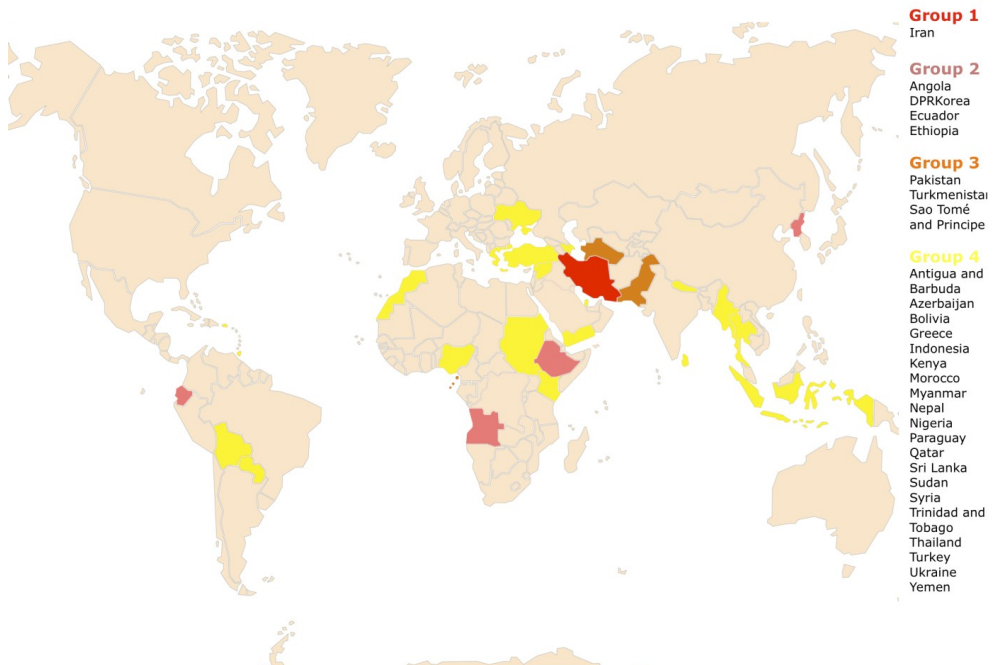 Group 1
Iran
Group 2
Angola
DPRKorea
Ecuador
Ethiopia
Group 3
Pakistan
Turkmenista
Sao Tomé
and Principe
Group 4
Antigua and
Barbuda
Azerbaijan
Bolivia
Greece
Indonesia
Kenya
Morocco
Myanmar
Nepal
Nigeria
Paraguay
Qatar
Sri Lanka
Sudan
Syria
Trinidad and
Tobago
Thailand
Turkey
Ukraine
Yemen